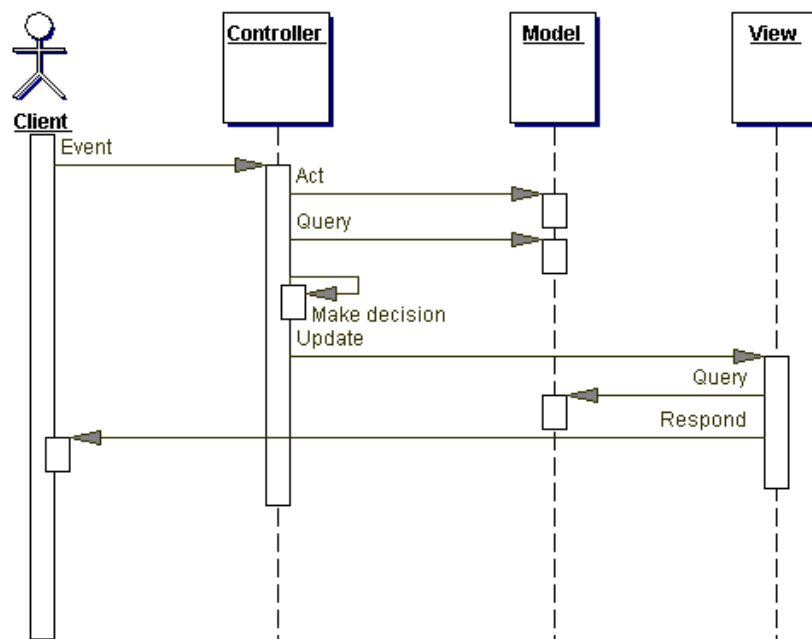 Controller
Model
View
Client
Event
Act
Query
Make decision
Update
Query
Respond